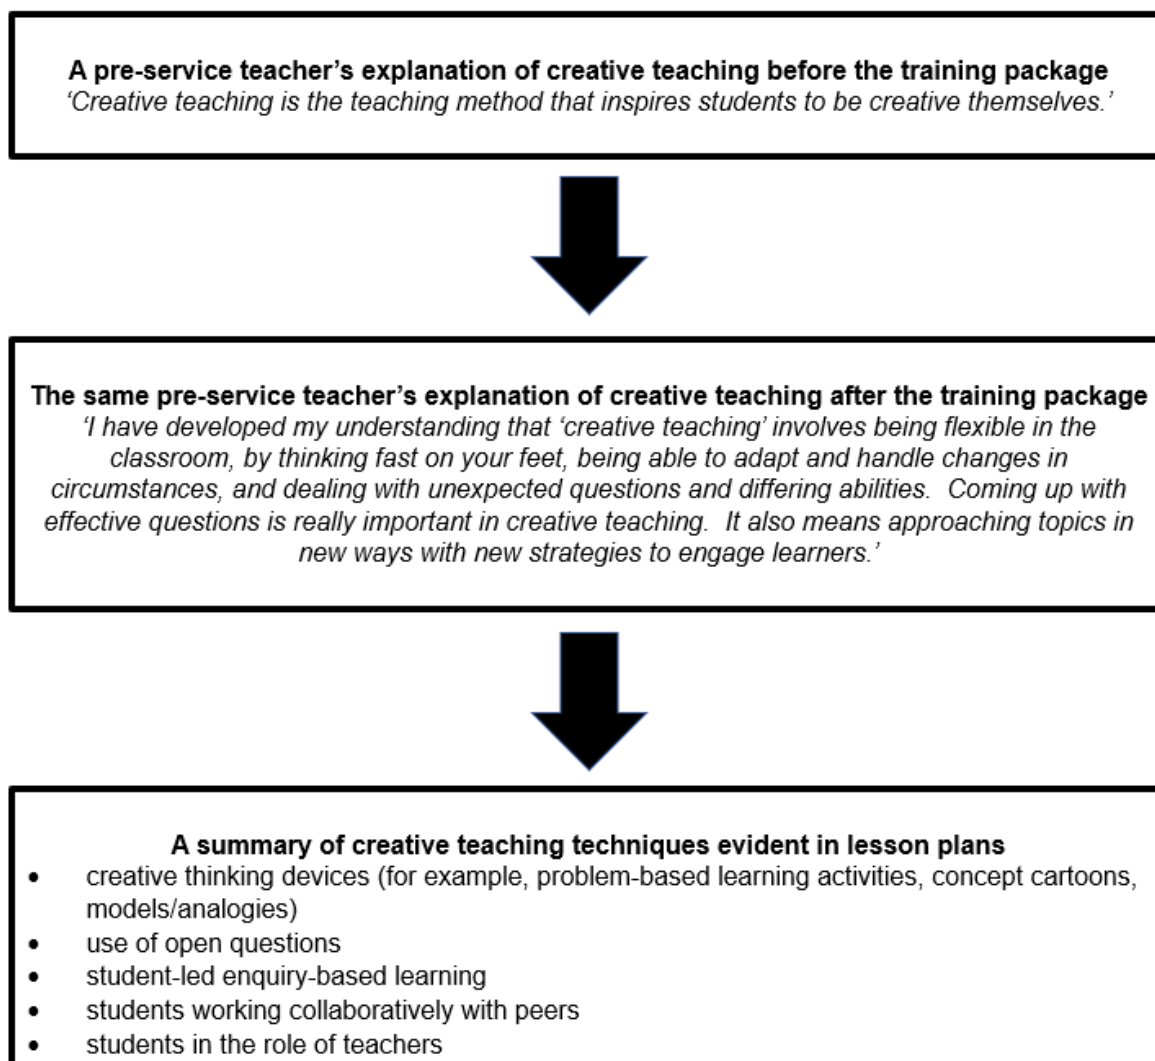 A pre-service teacher’s explanation of creative teaching before the training package
‘Creative teaching is the teaching method that inspires students to be creative themselves.’
The same pre-service teacher’s explanation of creative teaching after the training package
‘I have developed my understanding that ‘creative teaching’ involves being flexible in the
classroom, by thinking fast on your feet, being able to adapt and handle changes in
circumstances, and dealing with unexpected questions and differing abilities.  Coming up with
effective questions is really important in creative teaching.  It also means approaching topics in
new ways with new strategies to engage learners.’
A summary of creative teaching techniques evident in lesson plans
• creative thinking devices (for example, problem-based learning activities, concept cartoons,
models/analogies)
• use of open questions
• student-led enquiry-based learning
• students working collaboratively with peers
• students in the role of teachers